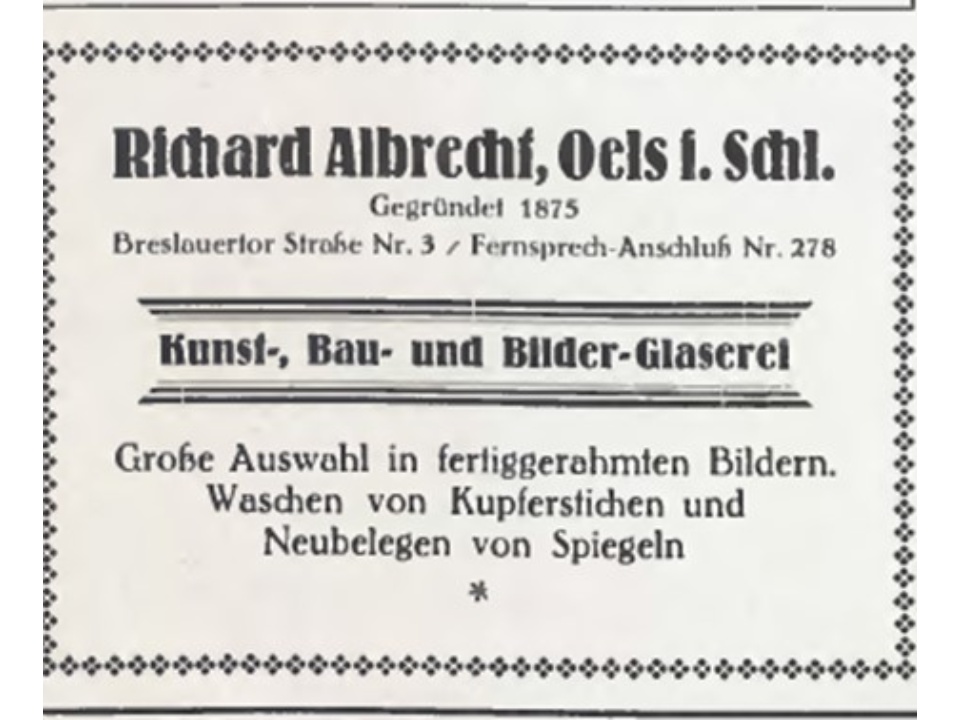 Richard Albrecht, Oels i. Schl.
Gegründet 1875
Breslauertor Straße Nr. 3 / Fernsprech-Anschluß Nr. 278
Kunst-, Bau- und Bilder-Glaserei
Große Auswahl in fertiggerahmten Bildern.
Waschen von Kupferstichen und
Neubelegen von Spiegeln
*